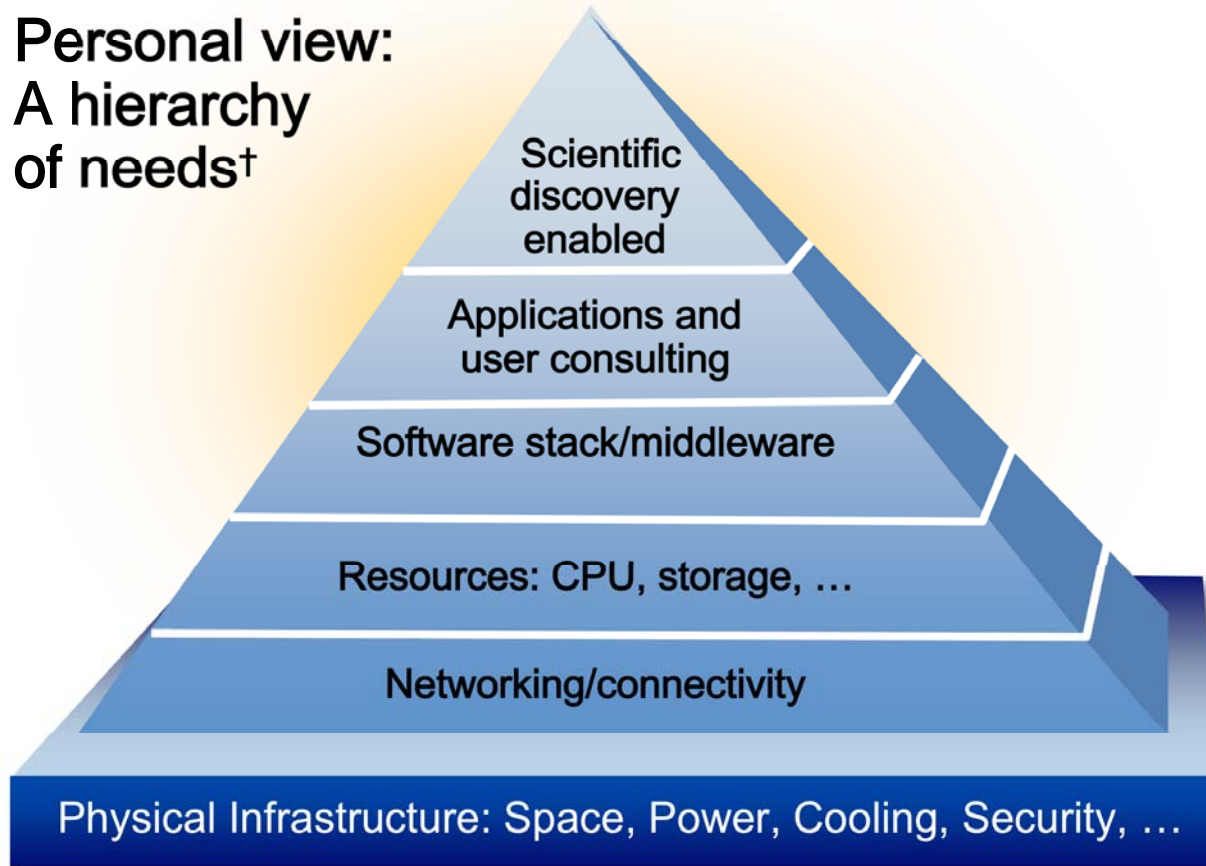 Personal view:
A hierarchy
of needs†
Scientific
discovery
enabled
Applications and
user consulting
Software stack/middleware
Resources: CPU, storage, …
Networking/connectivity
Physical Infrastructure: Space, Power, Cooling, Security, …